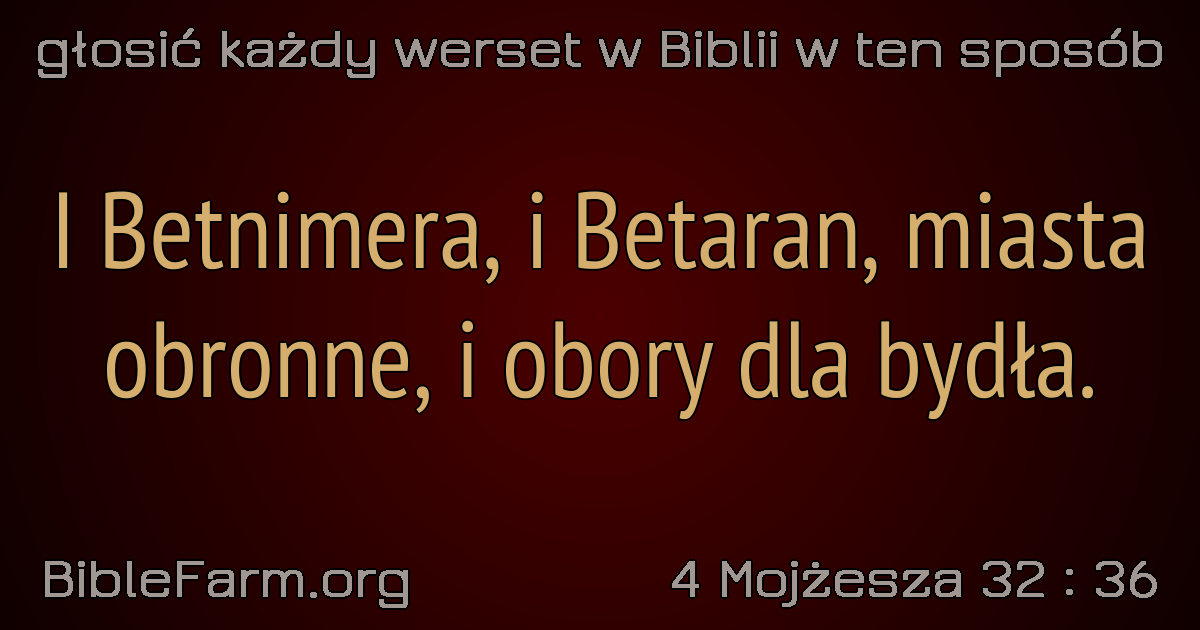 głosić każdy werset w Biblii w ten sposób
I Betnimera, i Betaran, miasta
obronne, i obory dla bydła.
BibleFarm.org
4 Mojżesza 32 : 36